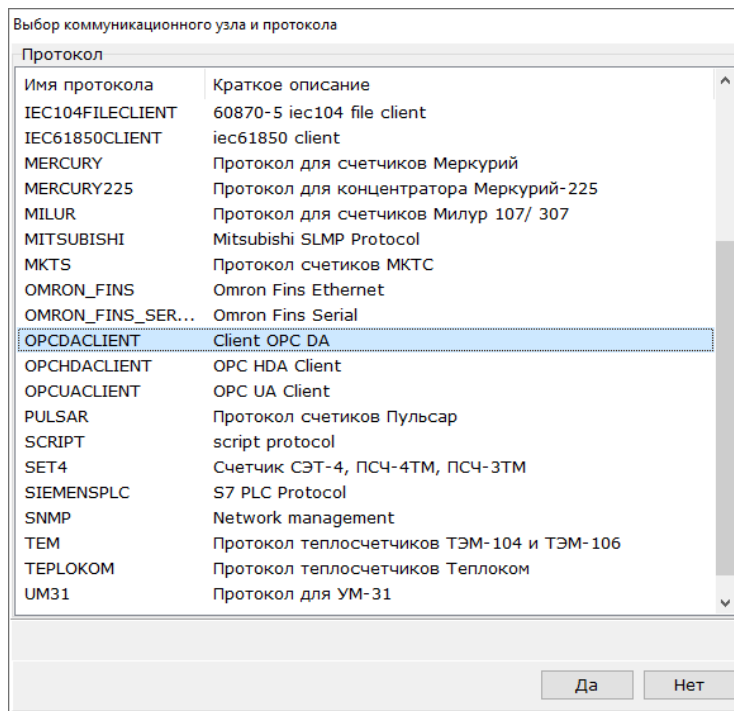 Выбор коммуникационного узла и протокола
Протокол
Имя протокола Краткое описание
IEC104FILECLIENT 60870-5 iec104 file client
IEC61850CLIENT iec61850 client
MERCURY Протокол для счетчиков Меркурий
MERCURY225 Протокол для концентратора Меркурий-225
MILUR Протокол для счетчиков Милур 107/ 307
MITSUBISHI Mitsubishi SLMP Protocol
MKTS Протокол счетиков МКТС
OMRON_FINS Omron Fins Ethernet
OMRON_FINS_SER... Omron Fins Serial
OPCDACLIENT Client OPC DA
OPCHDACLIENT OPC HDA Client
OPCUACLIENT OPC UA Client
PULSAR Протокол счетиков Пульсар
SCRIPT script protocol
SET4 Счетчик СЭТ-4, ПСЧ-4ТМ, ПСЧ-3ТМ
SIEMENSPLC S7 PLC Protocol
SNMP Network management
TEM Протокол теплосчетчиков ТЭМ-104 и ТЭМ-106
TEPLOKOM Протокол теплосчетчиков Теплоком
UM31 Протокол для УМ-31
Да Нет